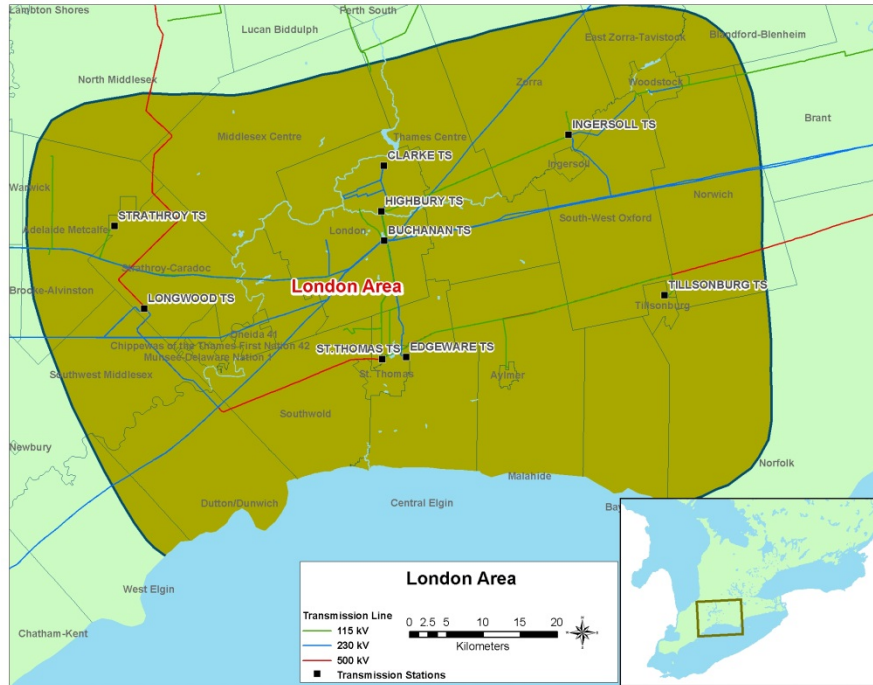 Lambton Shores
Perth South
Lucan Biddulph
East Zorra-Tavistock
Blandford-Blenheim
North Middlesex
Zorra
Woodstock
Brant
Middlesex Centre
Thames Centre
INGERSOLL TS
CLARKE TS
Ingersoll
Warwick
HIGHBURY TS
Norwich
STRATHROY TS
South-West Oxford
Adelaide Metcalfe
London
BUCHANAN TS
Strathroy-Caradoc
London Area
Brooke-Alvinston
TILLSONBURG TS
LONGWOOD TS
Tillsonburg
Oneida 41
Chippewas of the Thames First Nation 42
Munsee-Delaware Nation 1
ST.THOMAS TS
EDGEWARE TS
Southwest Middlesex
St. Thomas
Aylmer
Southwold
Newbury
Norfolk
Malahide
Dutton/Dunwich
Central Elgin
Bay
West Elgin
Chatham-Kent
London Area
Transmission Line
115 kV
230 kV
500 kV
Transmission Stations
0 2.5 5 10 15 20
Kilometers